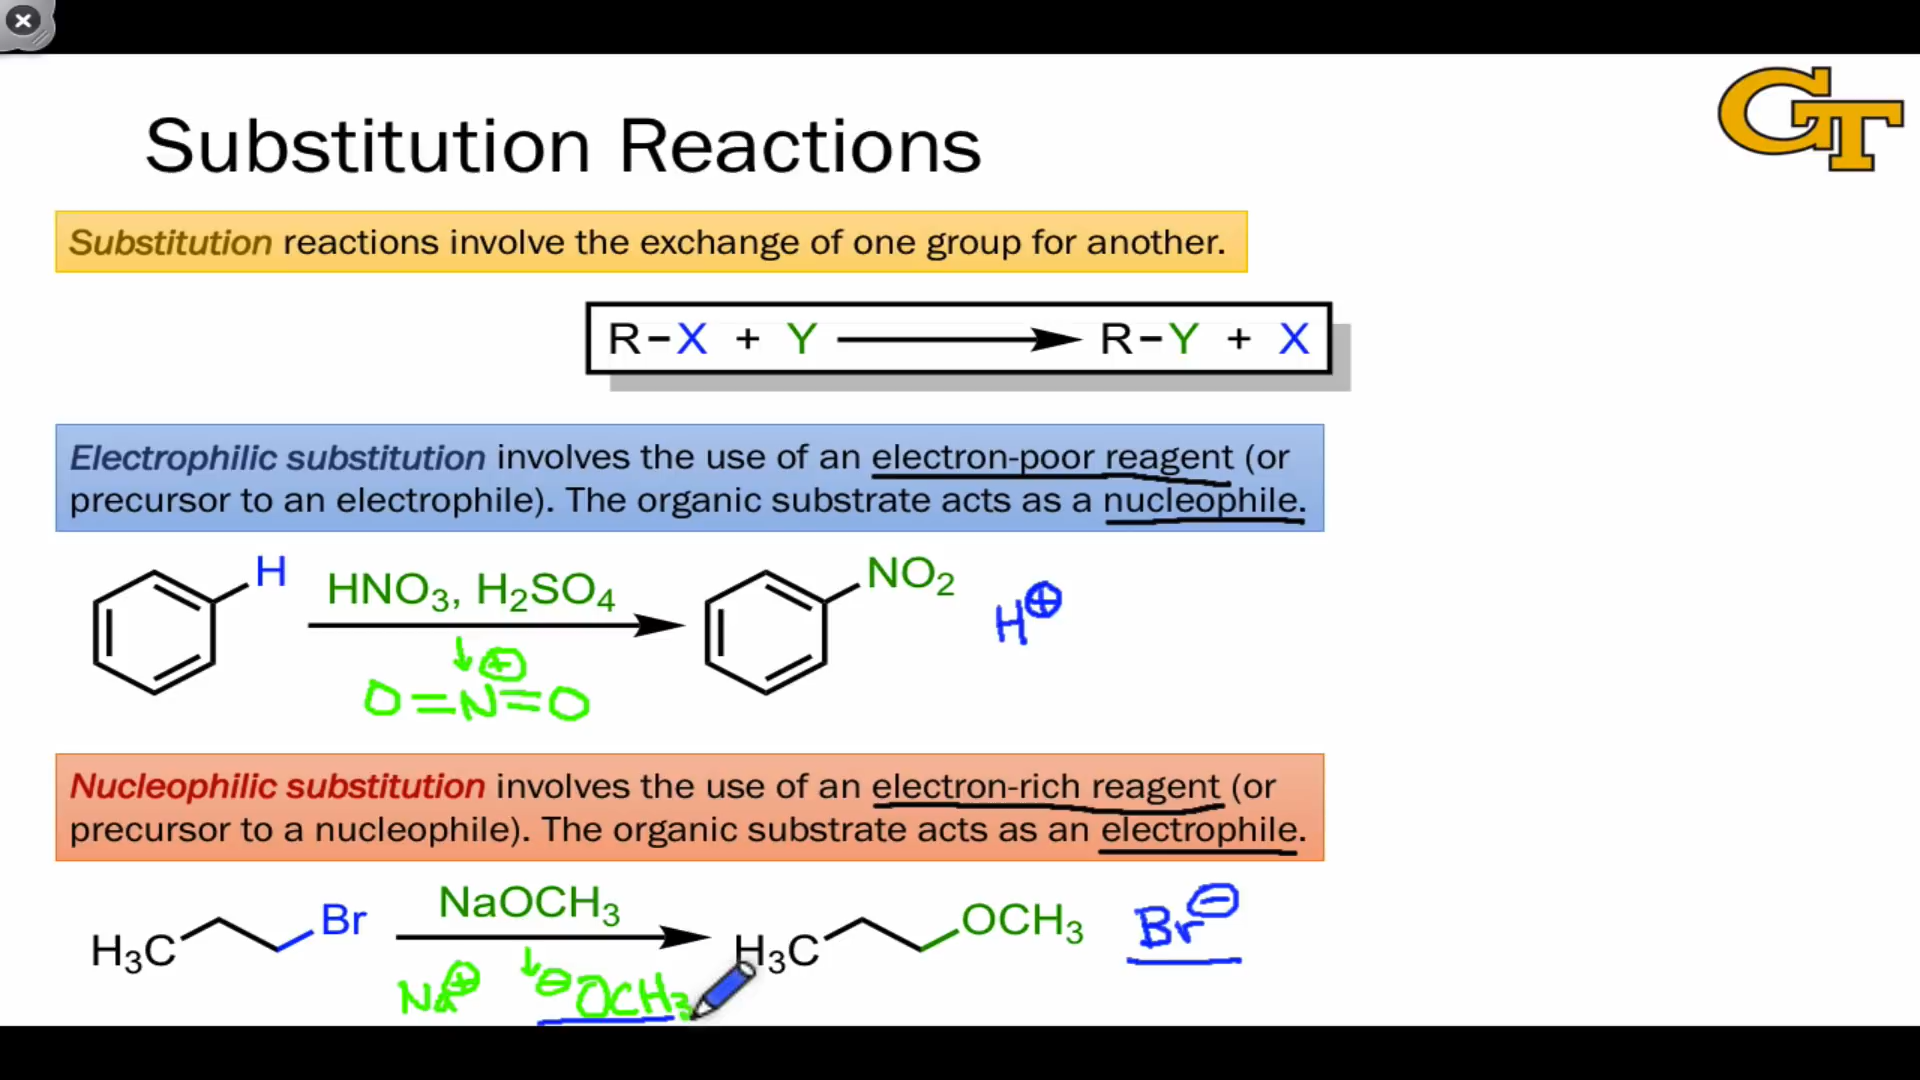 GT
Substitution Reactions
Substitution reactions involve the exchange of one group for another.
R–X + Y ⟶ R–Y + X
Electrophilic substitution involves the use of an electron-poor reagent (or
precursor to an electrophile). The organic substrate acts as a nucleophile.
H
HNO₃, H₂SO₄
NO₂
H⊕
↓ ⊕
O=N=O
Nucleophilic substitution involves the use of an electron-rich reagent (or
precursor to a nucleophile). The organic substrate acts as an electrophile.
H₃C Br
NaOCH₃
H₃C OCH₃
Br⊖
Na⊕ ↓ ⊖OCH₃